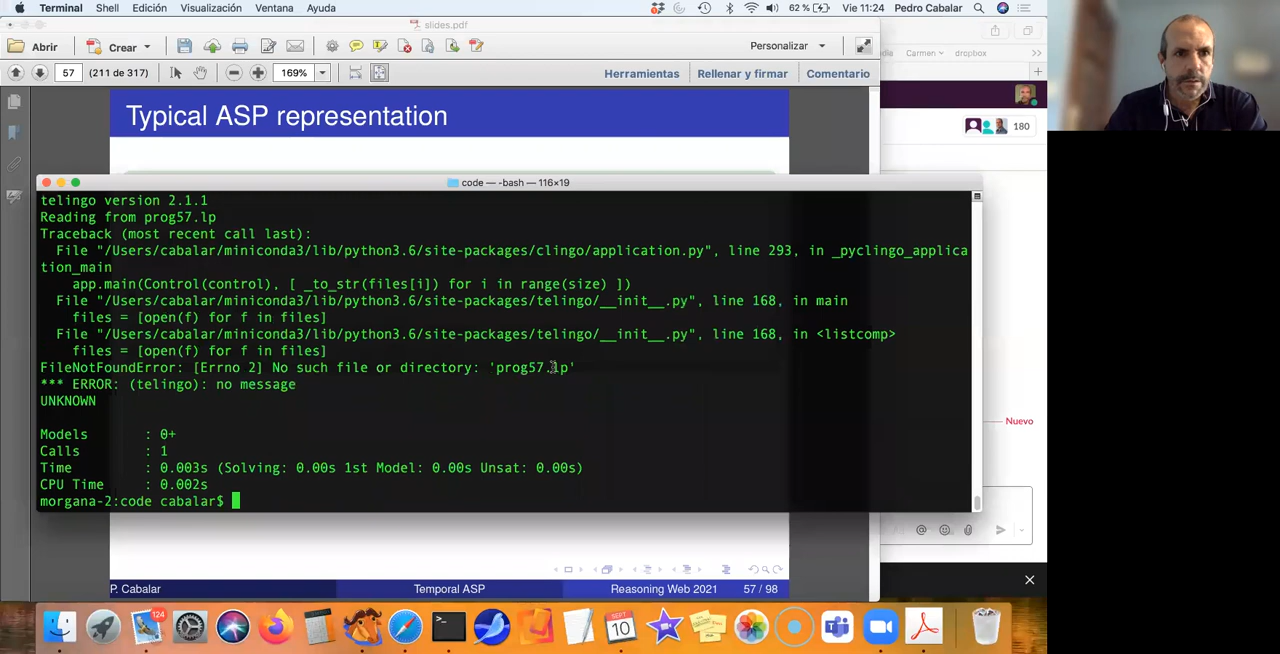 Terminal Shell Edición Visualización Ventana Ayuda 62 % Vie 11:24 Pedro Cabalar
slides.pdf
Abrir Crear Personalizar
57 (211 de 317) 169% Herramientas Rellenar y firmar Comentario
Carmen dropbox
180
Typical ASP representation
code — -bash — 116×19
telingo version 2.1.1
Reading from prog57.lp
Traceback (most recent call last):
File "/Users/cabalar/miniconda3/lib/python3.6/site-packages/clingo/application.py", line 293, in _pyclingo_applica
tion_main
app.main(Control(control), [ _to_str(files[i]) for i in range(size) ])
File "/Users/cabalar/miniconda3/lib/python3.6/site-packages/telingo/__init__.py", line 168, in main
files = [open(f) for f in files]
File "/Users/cabalar/miniconda3/lib/python3.6/site-packages/telingo/__init__.py", line 168, in <listcomp>
files = [open(f) for f in files]
FileNotFoundError: [Errno 2] No such file or directory: 'prog57.lp'
*** ERROR: (telingo): no message
UNKNOWN
Models : 0+
Calls : 1
Time : 0.003s (Solving: 0.00s 1st Model: 0.00s Unsat: 0.00s)
CPU Time : 0.002s
morgana-2:code cabalar$
Nuevo
P. Cabalar Temporal ASP Reasoning Web 2021 57 / 98
124
SEPT
10